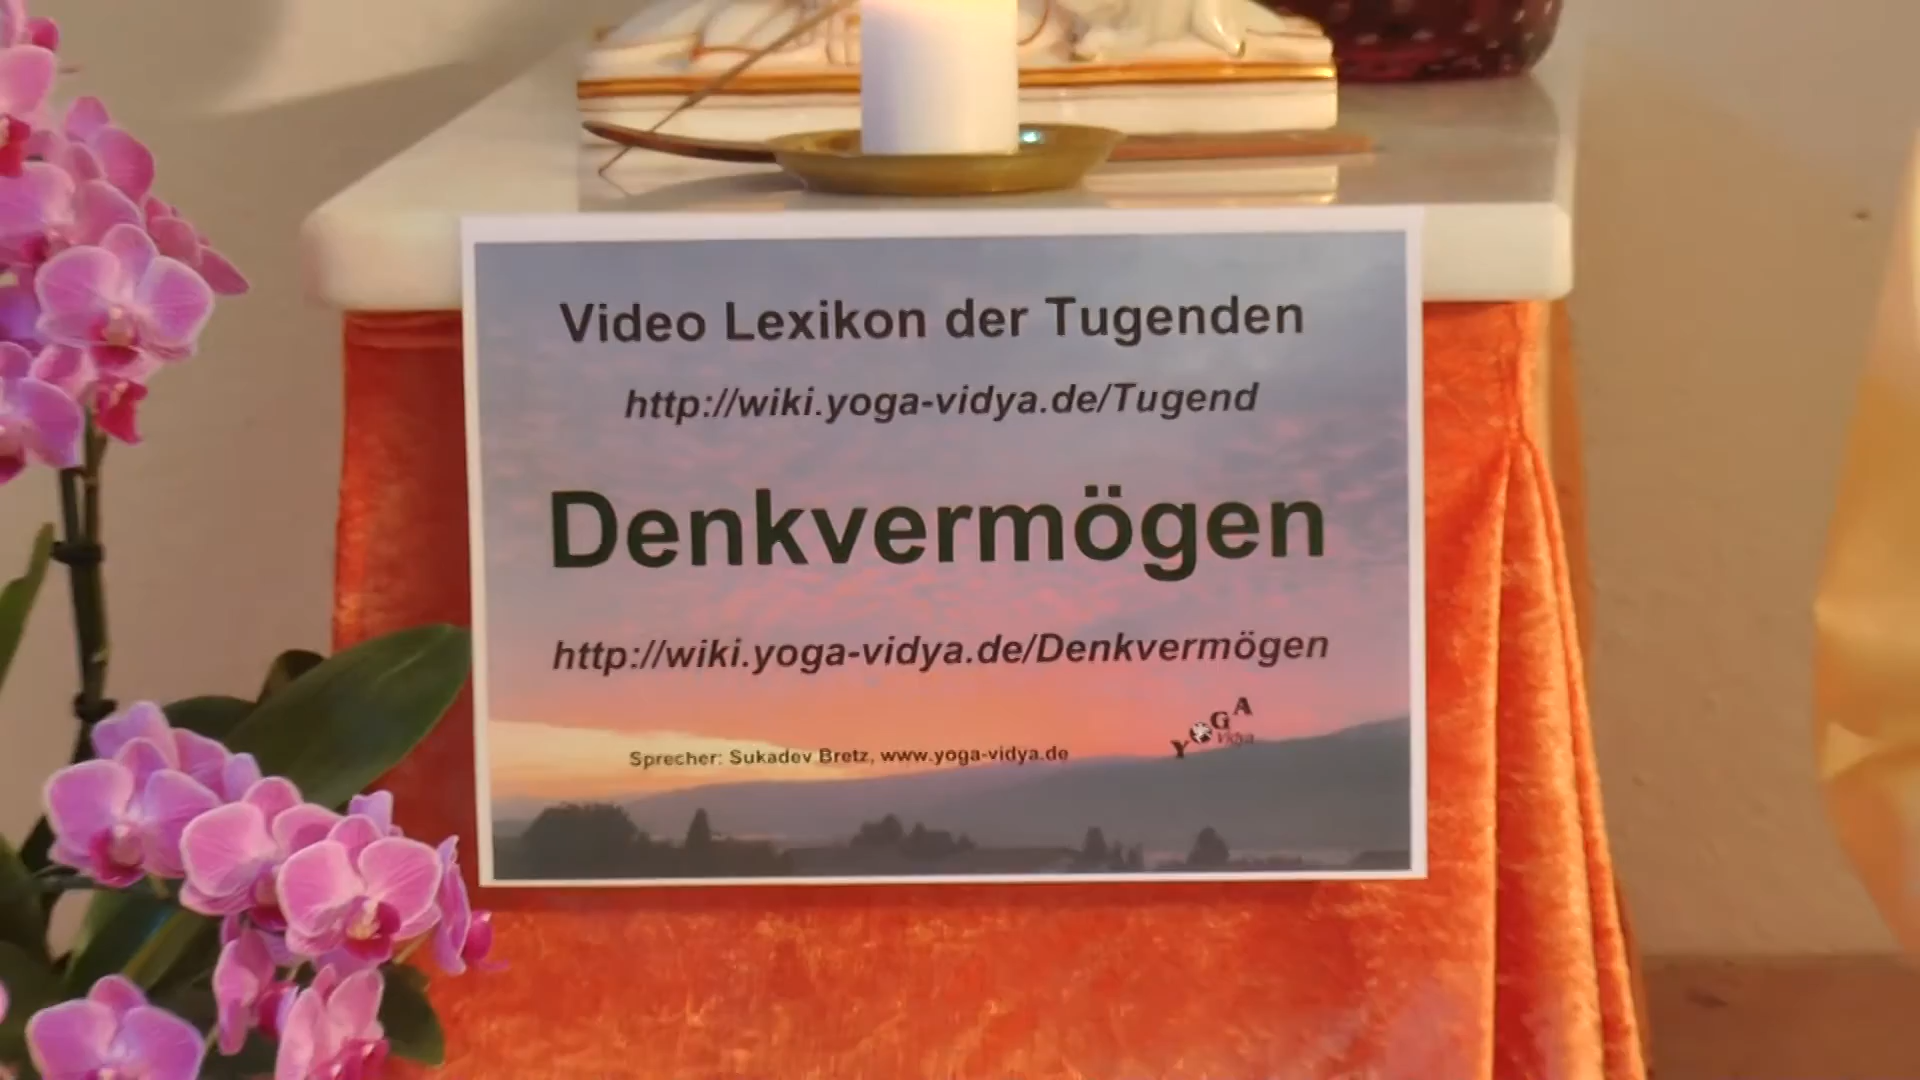 Video Lexikon der Tugenden
http://wiki.yoga-vidya.de/Tugend
Denkvermögen
http://wiki.yoga-vidya.de/Denkvermögen
Sprecher: Sukadev Bretz, www.yoga-vidya.de
YOGA
Vidya